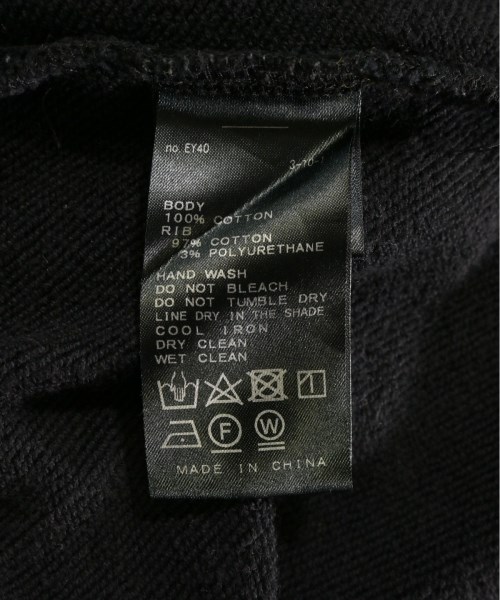 no. EY40
BODY
100% COTTON
RIB
97% COTTON
3% POLYURETHANE
HAND WASH
DO NOT BLEACH
DO NOT TUMBLE DRY
LINE DRY IN THE SHADE
COOL IRON
DRY CLEAN
WET CLEAN
F W
MADE IN CHINA